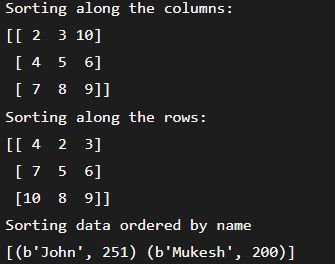 Sorting along the columns:
[[ 2  3 10]
 [ 4  5  6]
 [ 7  8  9]]
Sorting along the rows:
[[ 4  2  3]
 [ 7  5  6]
 [10  8  9]]
Sorting data ordered by name
[(b'John', 251) (b'Mukesh', 200)]